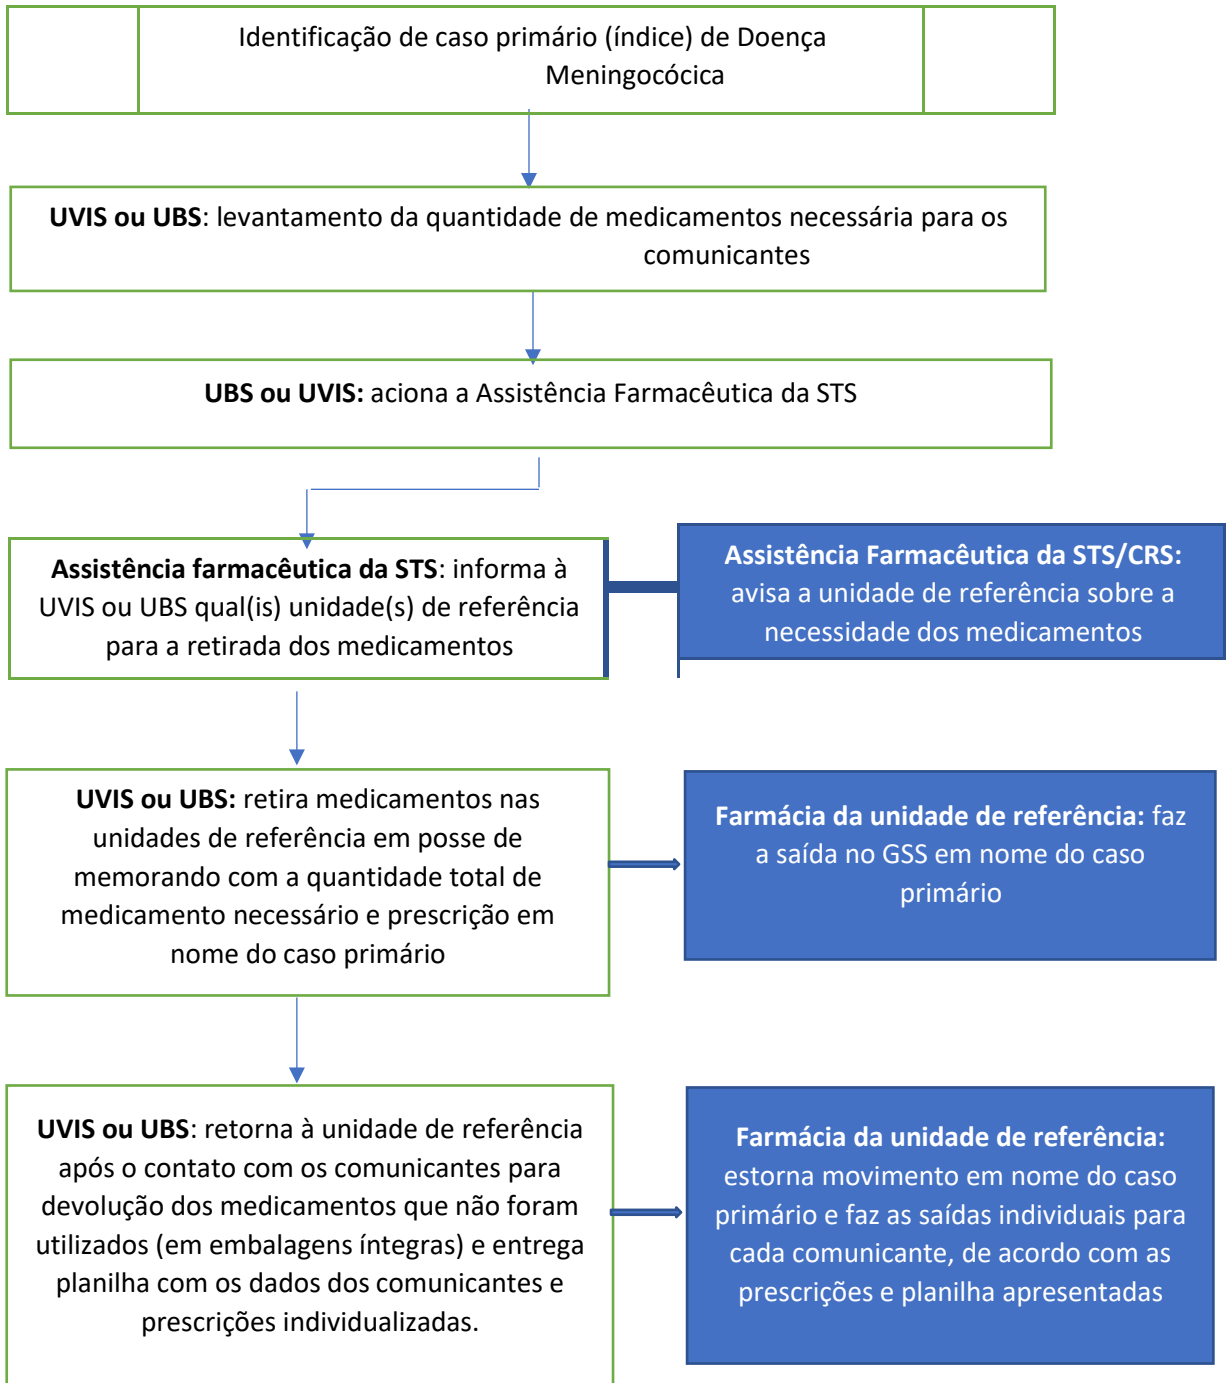 Identificação de caso primário (índice) de Doença
Meningocócica
UVIS ou UBS: levantamento da quantidade de medicamentos necessária para os
comunicantes
UBS ou UVIS: aciona a Assistência Farmacêutica da STS
Assistência farmacêutica da STS: informa à
UVIS ou UBS qual(is) unidade(s) de referência
para a retirada dos medicamentos
Assistência Farmacêutica da STS/CRS:
avisa a unidade de referência sobre a
necessidade dos medicamentos
UVIS ou UBS: retira medicamentos nas
unidades de referência em posse de
memorando com a quantidade total de
medicamento necessário e prescrição em
nome do caso primário
Farmácia da unidade de referência: faz
a saída no GSS em nome do caso
primário
UVIS ou UBS: retorna à unidade de referência
após o contato com os comunicantes para
devolução dos medicamentos que não foram
utilizados (em embalagens íntegras) e entrega
planilha com os dados dos comunicantes e
prescrições individualizadas.
Farmácia da unidade de referência:
estorna movimento em nome do caso
primário e faz as saídas individuais para
cada comunicante, de acordo com as
prescrições e planilha apresentadas